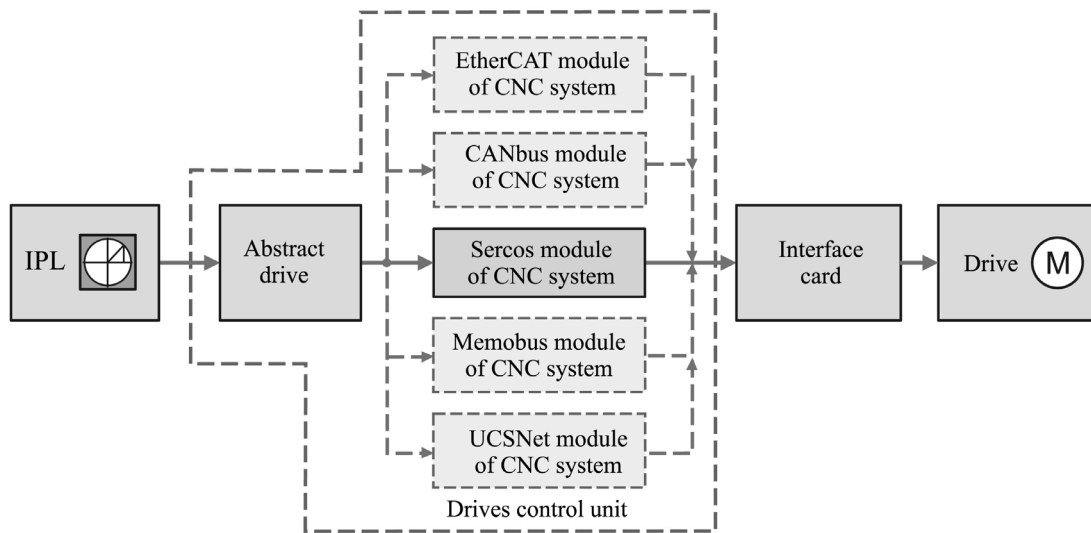 EtherCAT module
of CNC system
CANbus module
of CNC system
IPL
Abstract
drive
Sercos module
of CNC system
Interface
card
Drive M
Memobus module
of CNC system
UCSNet module
of CNC system
Drives control unit